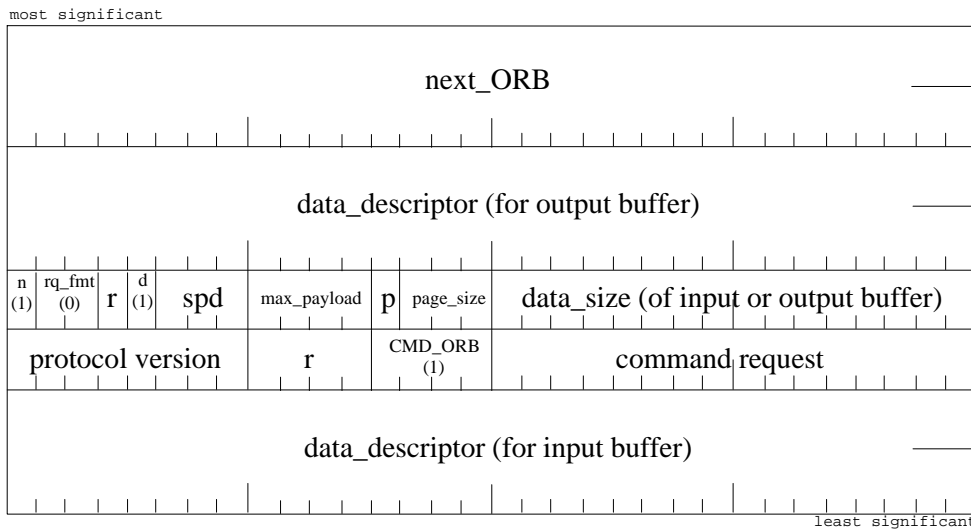 most significant
next_ORB
data_descriptor (for output buffer)
n (1) rq_fmt (0) r d (1) spd max_payload p page_size data_size (of input or output buffer)
protocol version r CMD_ORB (1) command request
data_descriptor (for input buffer)
least significant